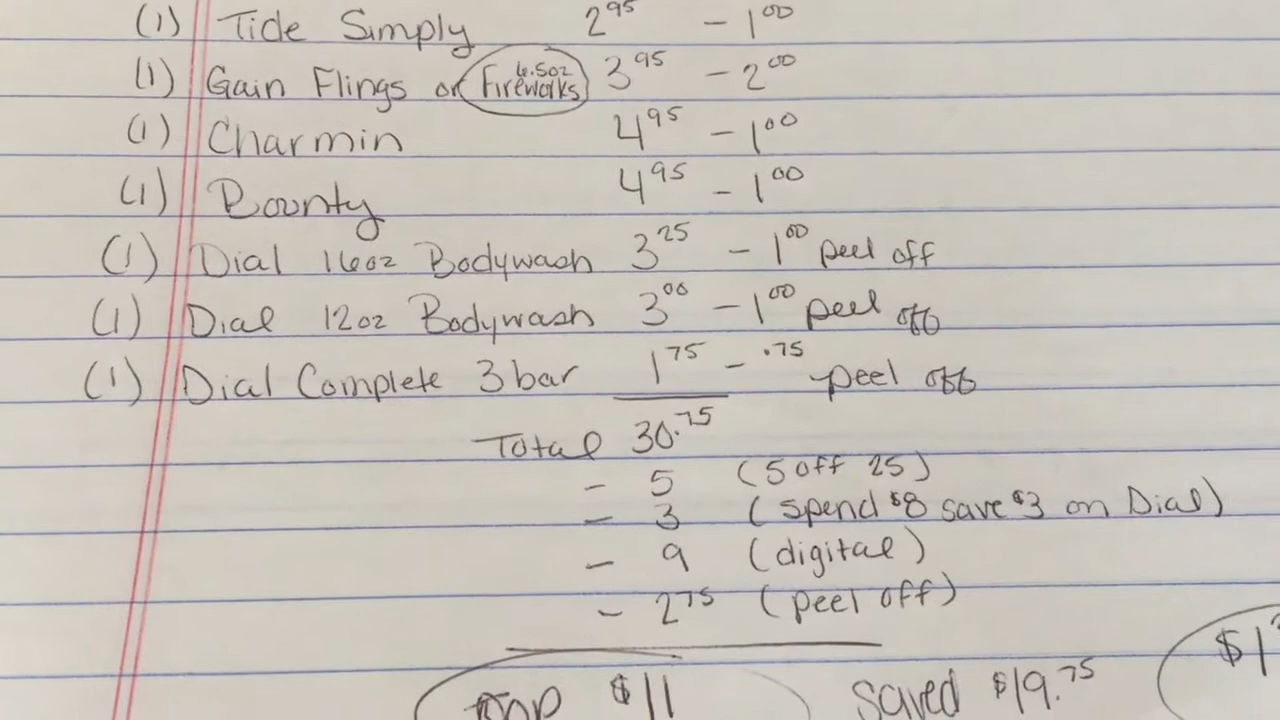 (1) Tide Simply 2.95 - 1.00
(1) Gain Flings or Fireworks 6.5oz 3.95 - 2.00
(1) Charmin 4.95 - 1.00
(1) Bounty 4.95 - 1.00
(1) Dial 16oz Bodywash 3.25 - 1.00 peel off
(1) Dial 12oz Bodywash 3.00 - 1.00 peel off
(1) Dial Complete 3 bar 1.75 - .75 peel off
Total 30.75
- 5 (5 off 25)
- 3 (spend $8 save $3 on Dial)
- 9 (digital)
- 2.75 (peel off)
OOP $11 saved $19.75